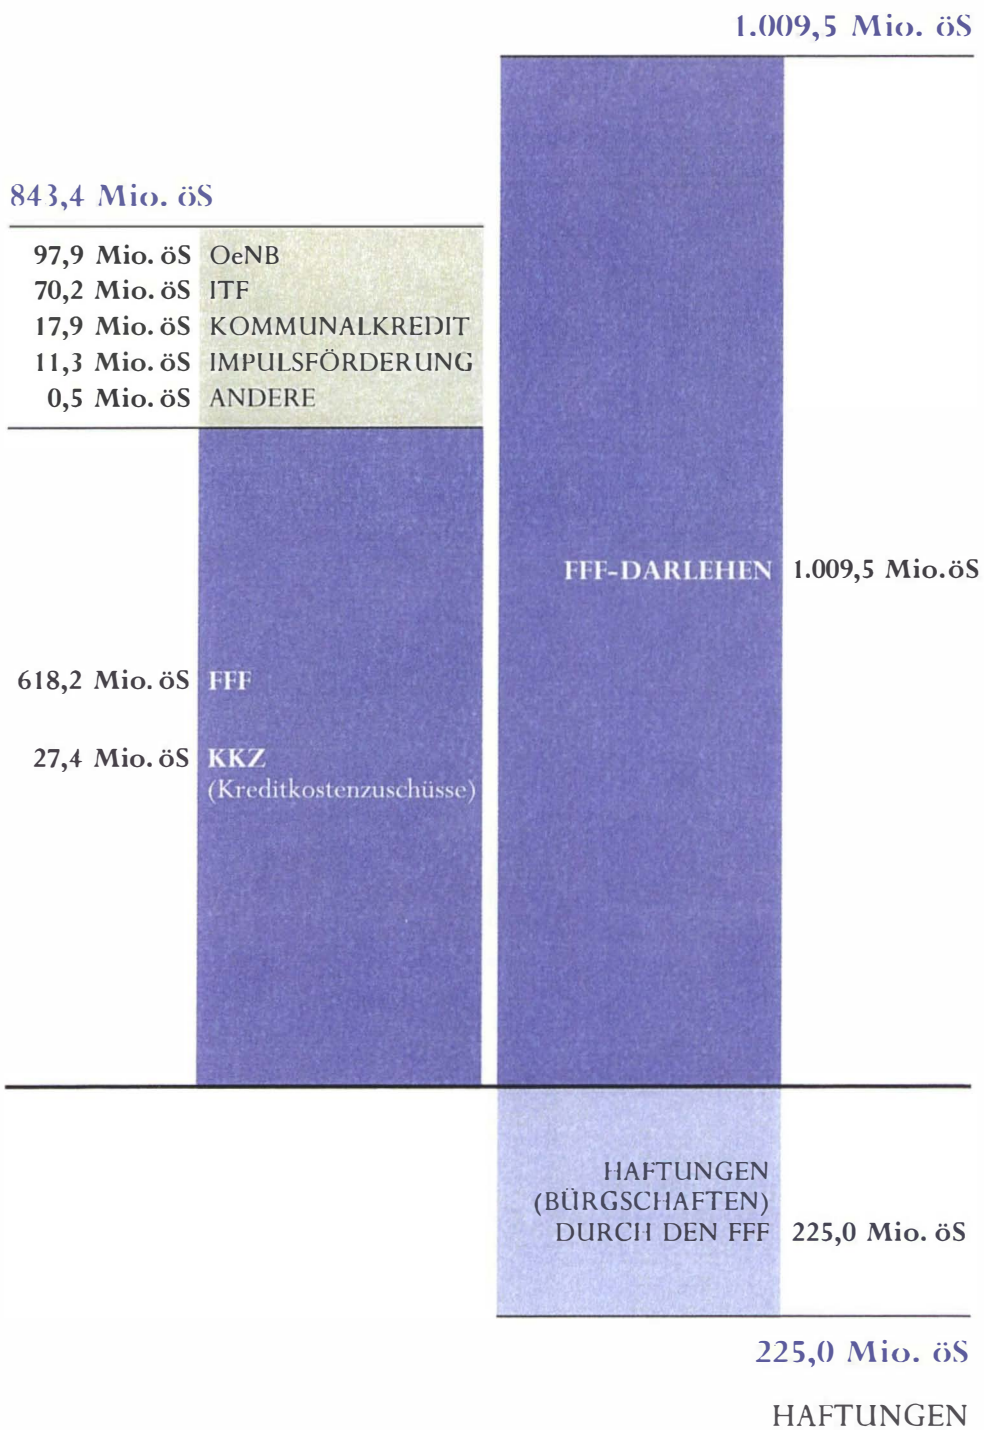 1.009,5 Mio. öS
843,4 Mio. öS
97,9 Mio. öS OeNB
70,2 Mio. öS ITF
17,9 Mio. öS KOMMUNALKREDIT
11,3 Mio. öS IMPULSFÖRDERUNG
0,5 Mio. öS ANDERE
FFF-DARLEHEN 1.009,5 Mio.öS
618,2 Mio. öS FFF
27,4 Mio. öS KKZ
(Kreditkostenzuschüsse)
HAFTUNGEN
(BÜRGSCHAFTEN)
DURCH DEN FFF 225,0 Mio. öS
225,0 Mio. öS
HAFTUNGEN